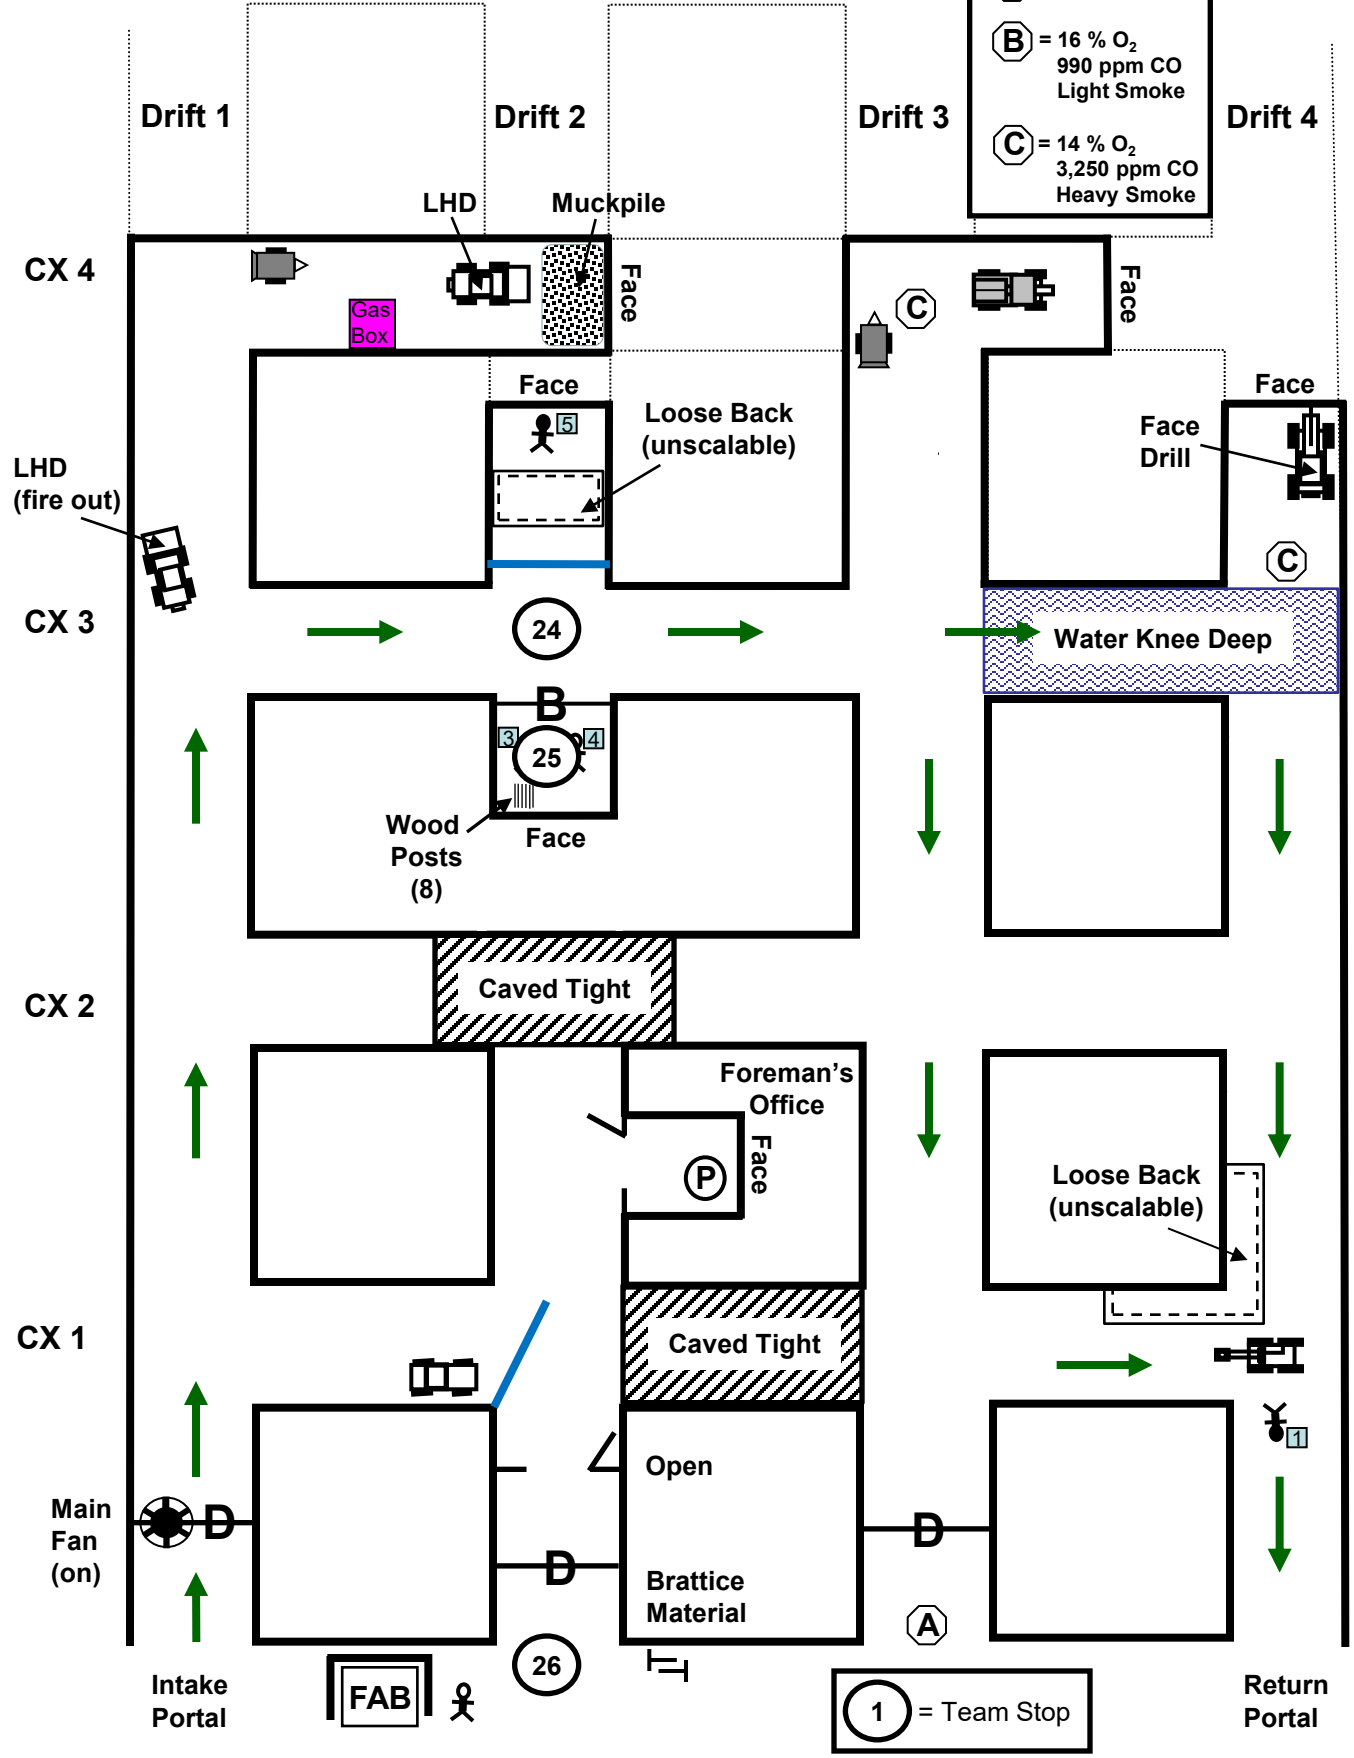 B = 16 % O₂
990 ppm CO
Light Smoke
C = 14 % O₂
3,250 ppm CO
Heavy Smoke
Drift 1
Drift 2
Drift 3
Drift 4
LHD
Muckpile
CX 4
Gas
Box
Face
C
Face
Face
5
Loose Back
(unscalable)
Face
Face
Drill
LHD
(fire out)
C
CX 3
24
Water Knee Deep
B
3
25
4
Wood
Posts
(8)
Face
CX 2
Caved Tight
Foreman's
Office
P
Face
Loose Back
(unscalable)
CX 1
Caved Tight
1
Open
Main
Fan
(on)
D
D
D
Brattice
Material
A
26
FAB
Intake
Portal
1 = Team Stop
Return
Portal